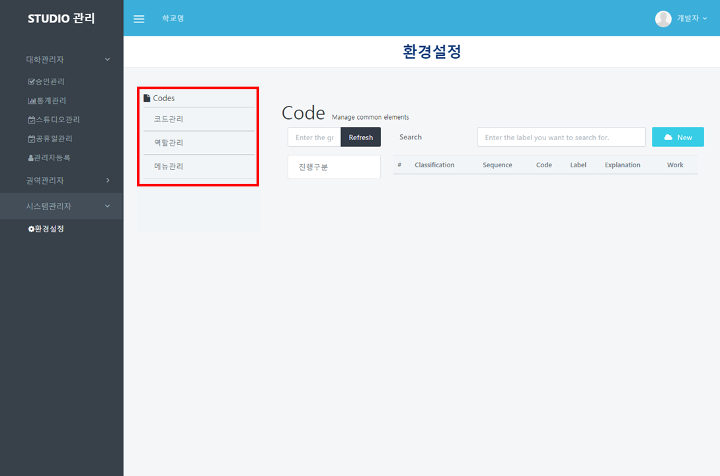 STUDIO 관리
학교명
개발자
환경설정
대학관리자
승인관리
통계관리
스튜디오관리
공휴일관리
관리자등록
권역관리자
시스템관리자
환경설정
Codes
코드관리
역할관리
메뉴관리
Code Manage common elements
Enter the gr Refresh Search Enter the label you want to search for.. New
진행구분
# Classification Sequence Code Label Explanation Work